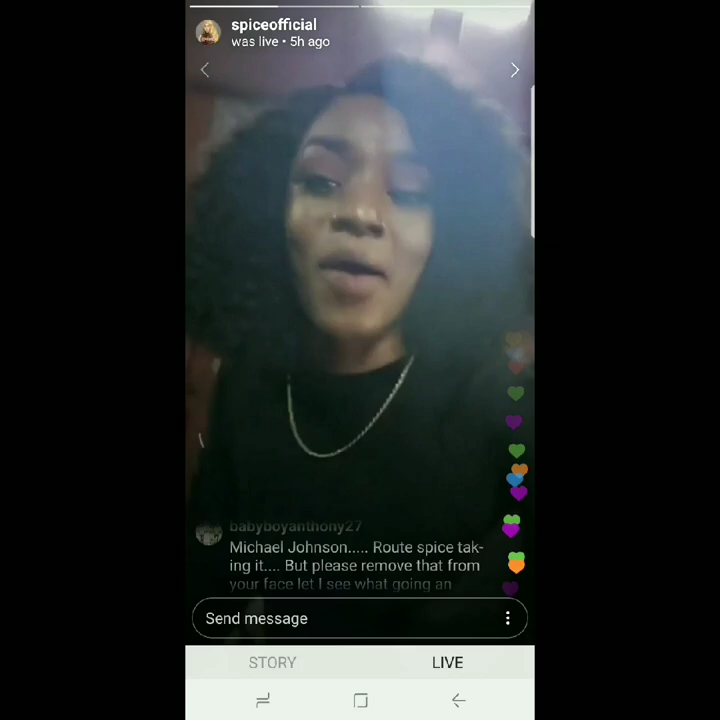 spiceofficial
was live • 5h ago
babyboyanthony27
Michael Johnson..... Route spice tak-
ing it.... But please remove that from
your face let I see what going an
Send message
STORY
LIVE